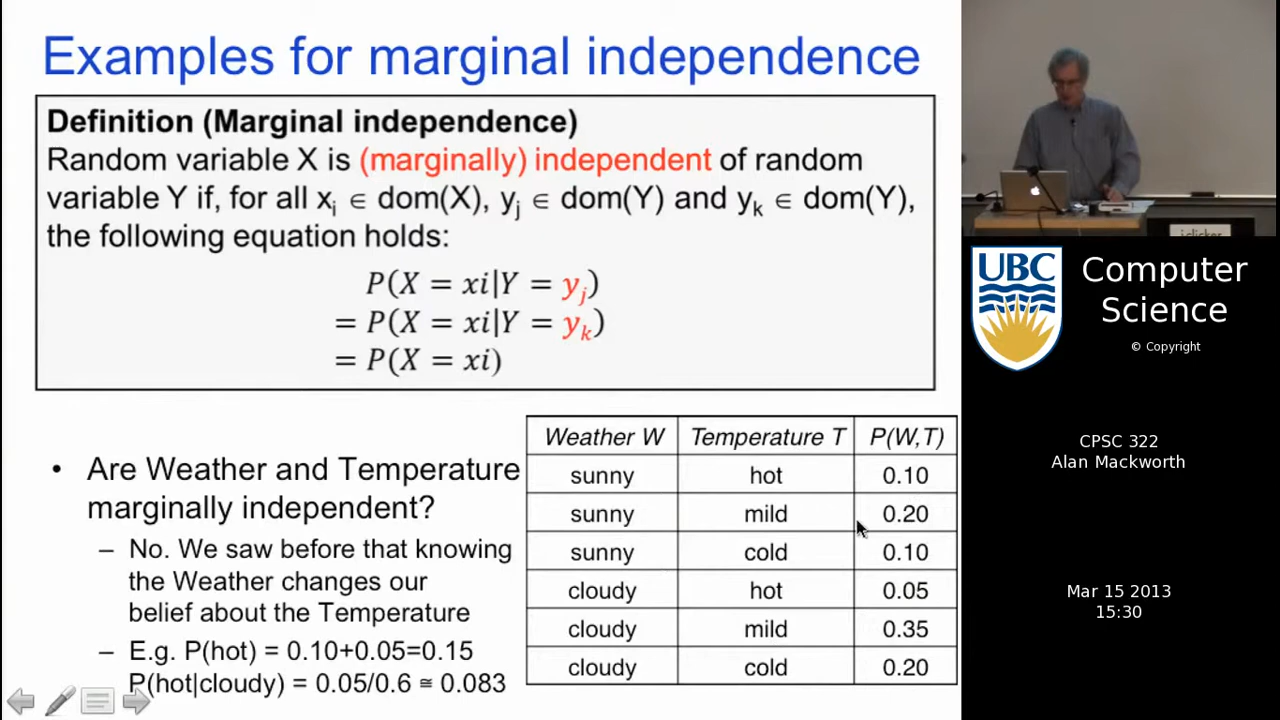 Examples for marginal independence
Definition (Marginal independence)
Random variable X is (marginally) independent of random
variable Y if, for all xi ∈ dom(X), yj ∈ dom(Y) and yk ∈ dom(Y),
the following equation holds:
P(X = xi|Y = yj)
= P(X = xi|Y = yk)
= P(X = xi)
• Are Weather and Temperature
marginally independent?
– No. We saw before that knowing
the Weather changes our
belief about the Temperature
– E.g. P(hot) = 0.10+0.05=0.15
P(hot|cloudy) = 0.05/0.6 ≅ 0.083
Weather W Temperature T P(W,T)
sunny hot 0.10
sunny mild 0.20
sunny cold 0.10
cloudy hot 0.05
cloudy mild 0.35
cloudy cold 0.20
i clicker
UBC
Computer
Science
© Copyright
CPSC 322
Alan Mackworth
Mar 15 2013
15:30